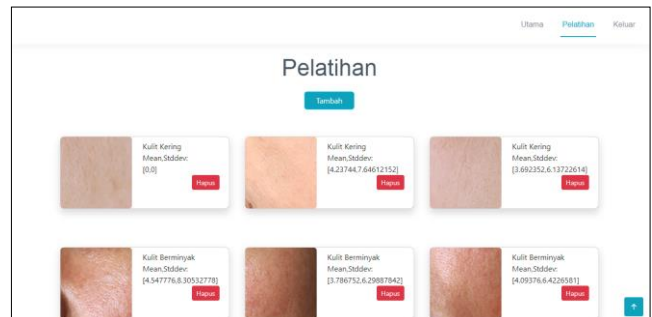 Utama Pelatihan Keluar
Pelatihan
Tambah
Kulit Kering
Mean,Stddev:
[0,0]
Hapus
Kulit Kering
Mean,Stddev:
[4.23744,7.64612152]
Hapus
Kulit Kering
Mean,Stddev:
[3.692352,6.13722614]
Hapus
Kulit Berminyak
Mean,Stddev:
[4.547776,8.30532778]
Hapus
Kulit Berminyak
Mean,Stddev:
[3.786752,6.29887842]
Hapus
Kulit Berminyak
Mean,Stddev:
[4.09376,6.4226581]
Hapus